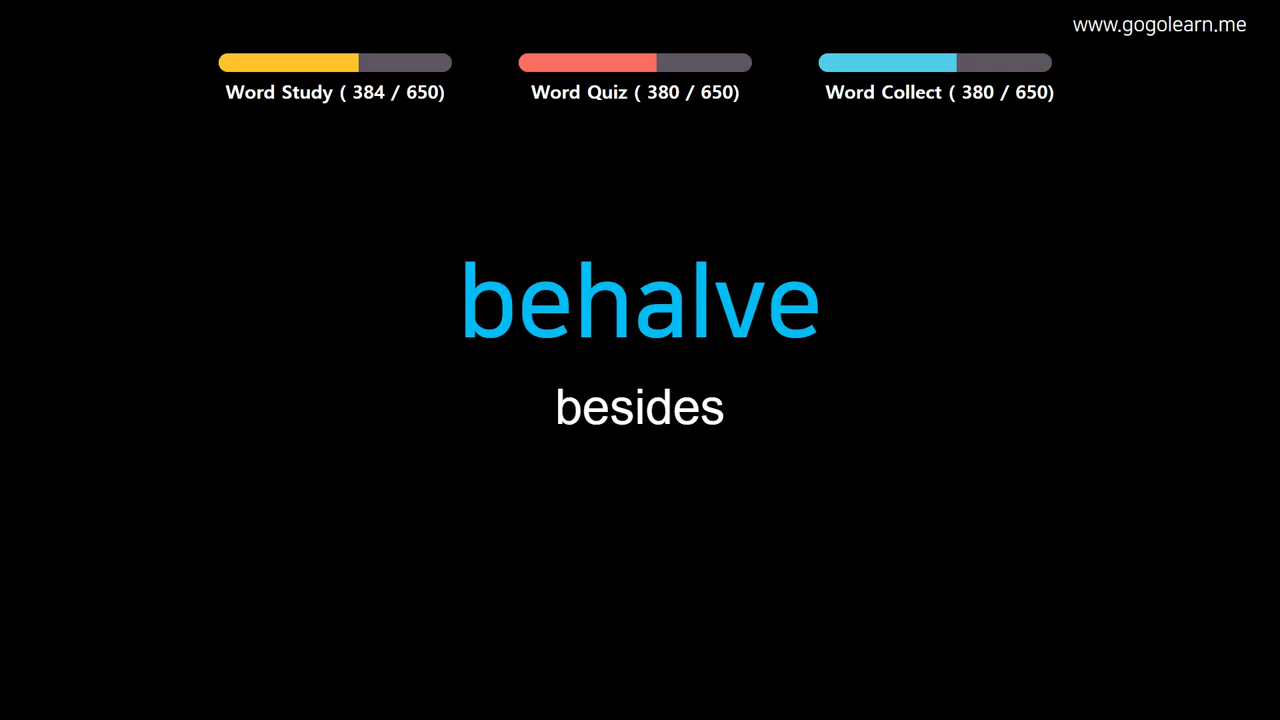 www.gogolearn.me
Word Study ( 384 / 650)
Word Quiz ( 380 / 650)
Word Collect ( 380 / 650)
behalve
besides